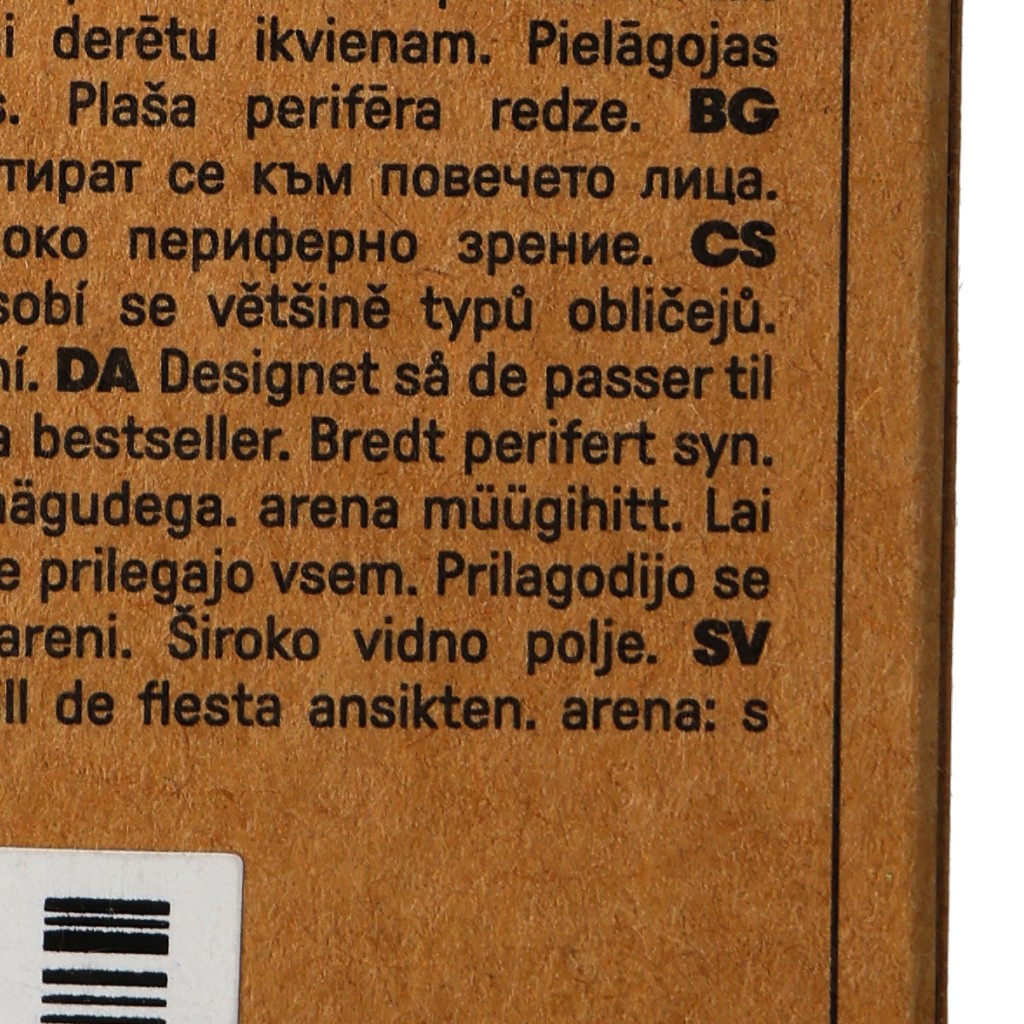 i derētu ikvienam. Pielāgojas
s. Plaša perifēra redze. BG
тират се към повечето лица.
око периферно зрение. CS
sobí se většině typů obličejů.
ní. DA Designet så de passer til
a bestseller. Bredt perifert syn.
nägudega. arena müügihitt. Lai
e prilegajo vsem. Prilagodijo se
areni. Široko vidno polje. SV
ll de flesta ansikten. arena: s